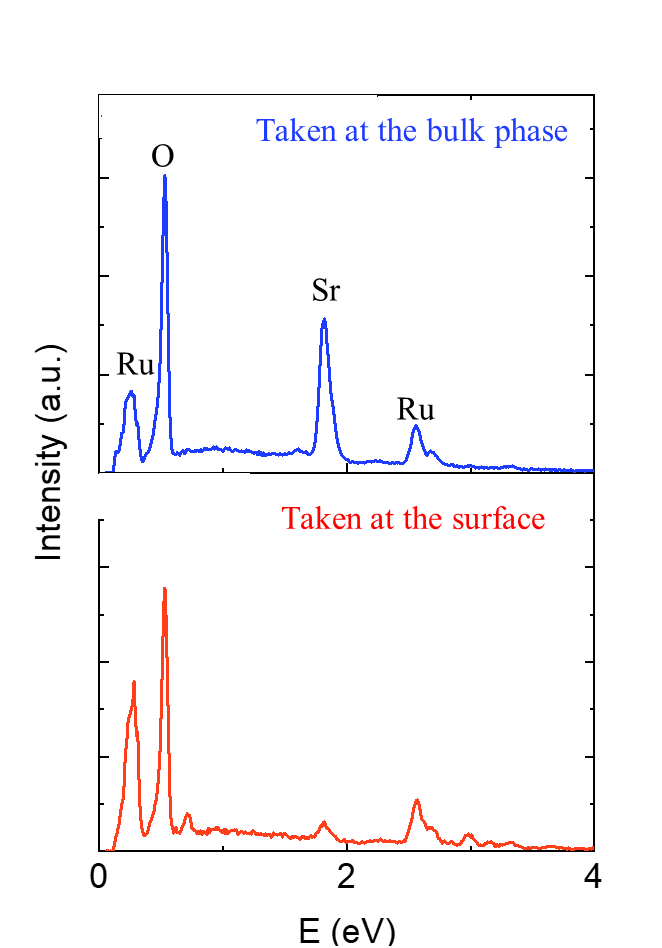 Taken at the bulk phase
O
Sr
Ru
Ru
Intensity (a.u.)
Taken at the surface
0 2 4
E (eV)